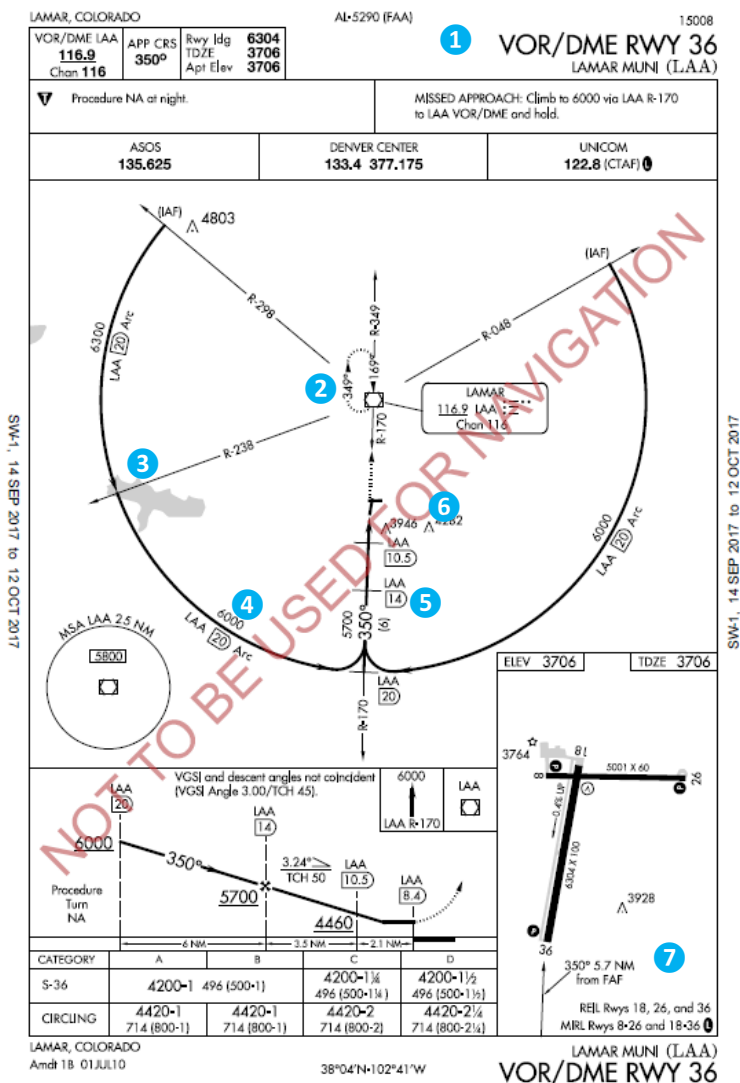 LAMAR, COLORADO
AL-5290 (FAA)
15008
VOR/DME LAA
116.9
Chan 116
APP CRS
350°
Rwy ldg 6304
TDZE 3706
Apt Elev 3706
1
VOR/DME RWY 36
LAMAR MUNI (LAA)
T
Procedure NA at night.
MISSED APPROACH: Climb to 6000 via LAA R-170
to LAA VOR/DME and hold.
ASOS
135.625
DENVER CENTER
133.4 377.175
UNICOM
122.8 (CTAF) L
(IAF)
4803
(IAF)
R-298
R-349
R-048
6300
LAA 20 Arc
2
349°
169°
LAMAR
116.9 LAA
Chan 116
R-170
3
R-238
6
3946
4282
LAA
10.5
LAA
14
5
6000
LAA 20 Arc
4
6000
LAA 20 Arc
5700
350°
(6)
MSA LAA 25 NM
5800
LAA
20
R-170
NOT TO BE USED FOR NAVIGATION
SW-1, 14 SEP 2017 to 12 OCT 2017
SW-1, 14 SEP 2017 to 12 OCT 2017
ELEV 3706
TDZE 3706
3764
18
P
8
5001 X 60
26
P
0.4% UP
6304 X 100
3928
P
36
7
350° 5.7 NM
from FAF
REIL Rwys 18, 26, and 36
MIRL Rwys 8-26 and 18-36 L
VGSI and descent angles not coincident
(VGSI Angle 3.00/TCH 45).
6000
LAA R-170
LAA
LAA
20
6000
350°
LAA
14
5700
3.24°
TCH 50
LAA
10.5
4460
LAA
8.4
Procedure
Turn
NA
6 NM
3.5 NM
2.1 NM
CATEGORY A B C D
S-36 4200-1 496 (500-1) 4200-1¼ 496 (500-1¼) 4200-1½ 496 (500-1½)
CIRCLING 4420-1 714 (800-1) 4420-1 714 (800-1) 4420-2 714 (800-2) 4420-2¼ 714 (800-2¼)
LAMAR, COLORADO
Amdt 1B 01JUL10
38°04'N-102°41'W
LAMAR MUNI (LAA)
VOR/DME RWY 36